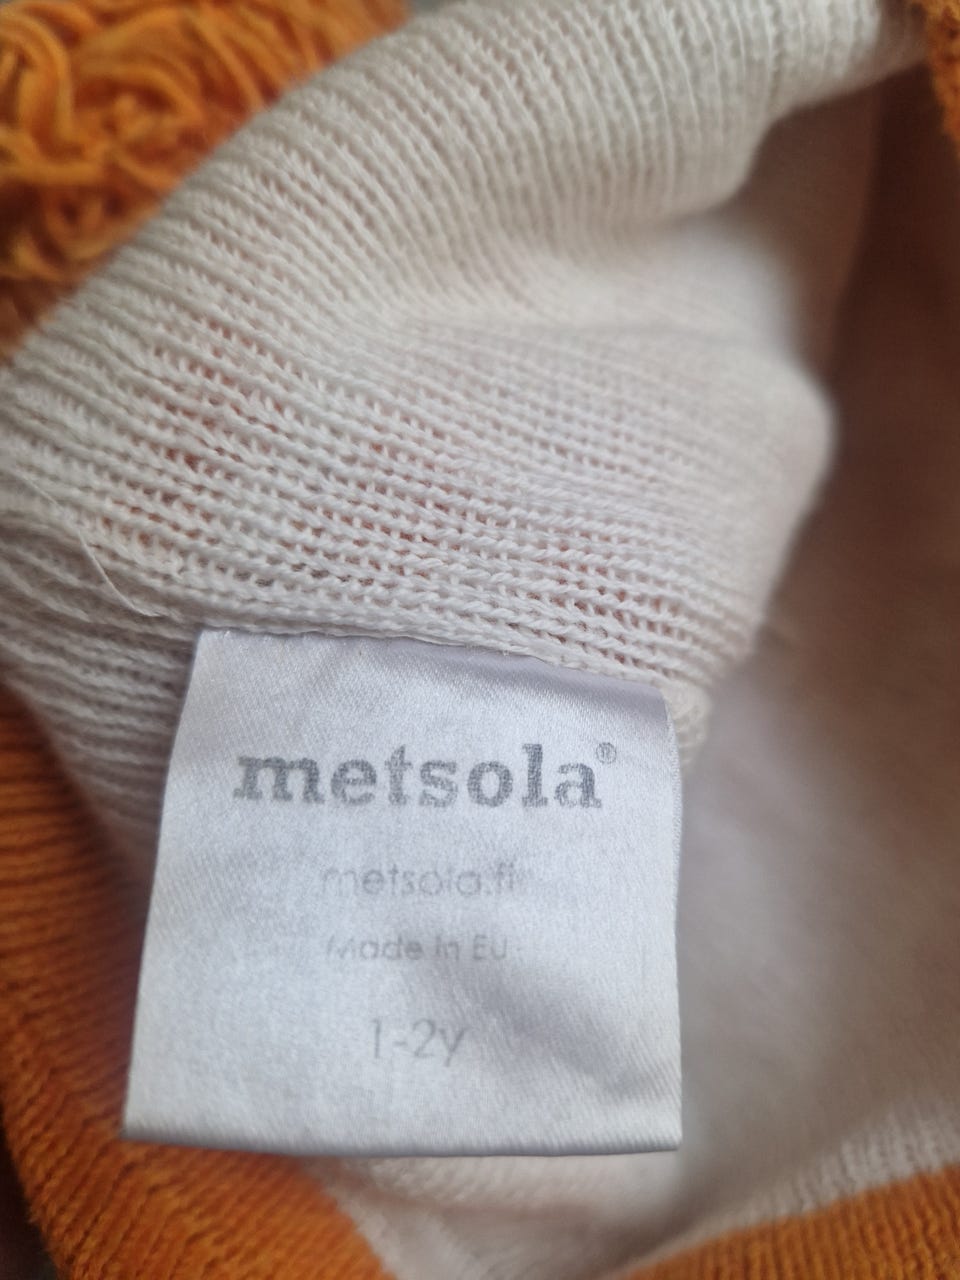 metsola®
metsola.fi
Made in EU
1-2y